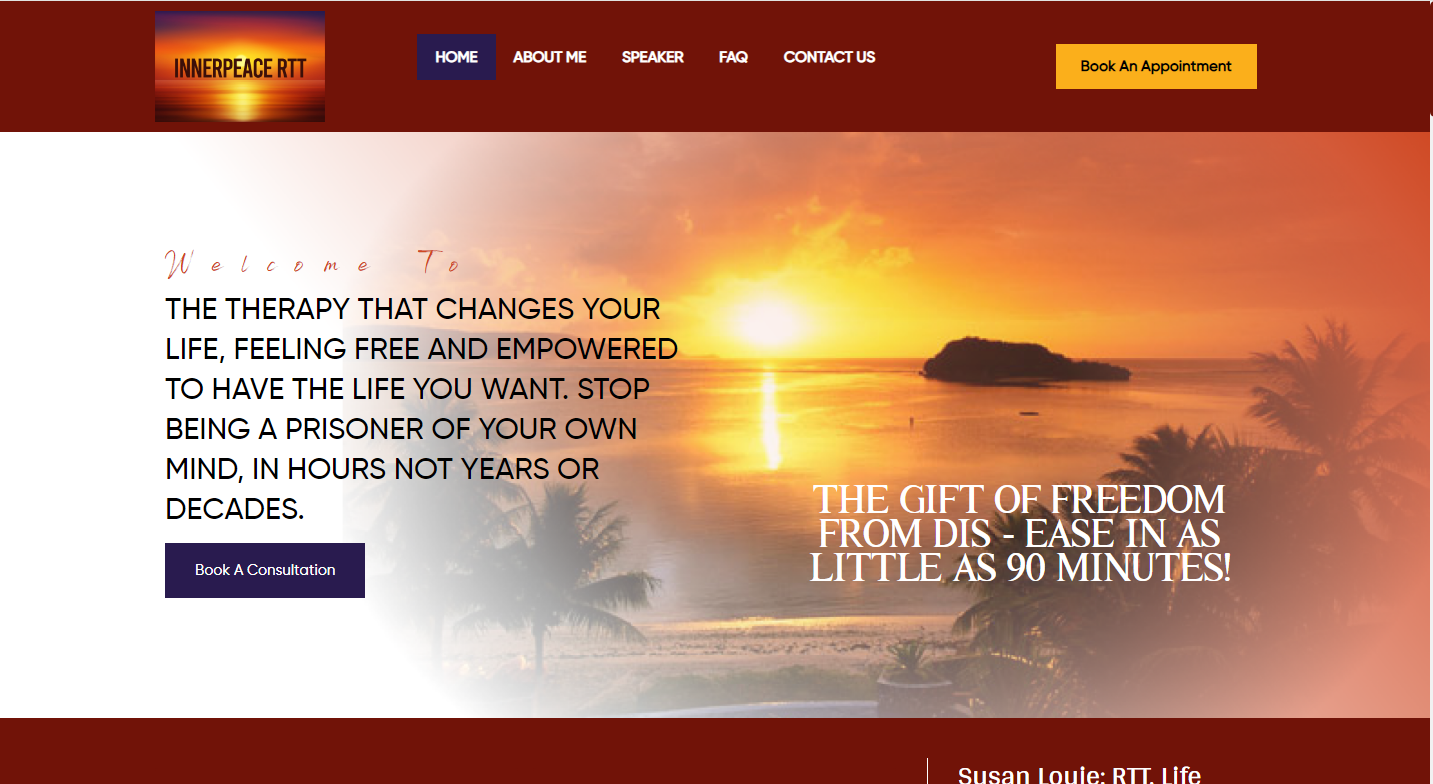 INNERPEACE RTT
HOME ABOUT ME SPEAKER FAQ CONTACT US
Book An Appointment
Welcome To
THE THERAPY THAT CHANGES YOUR
LIFE, FEELING FREE AND EMPOWERED
TO HAVE THE LIFE YOU WANT. STOP
BEING A PRISONER OF YOUR OWN
MIND, IN HOURS NOT YEARS OR
DECADES.
Book A Consultation
THE GIFT OF FREEDOM
FROM DIS - EASE IN AS
LITTLE AS 90 MINUTES!
Susan Louie: RTT, Life